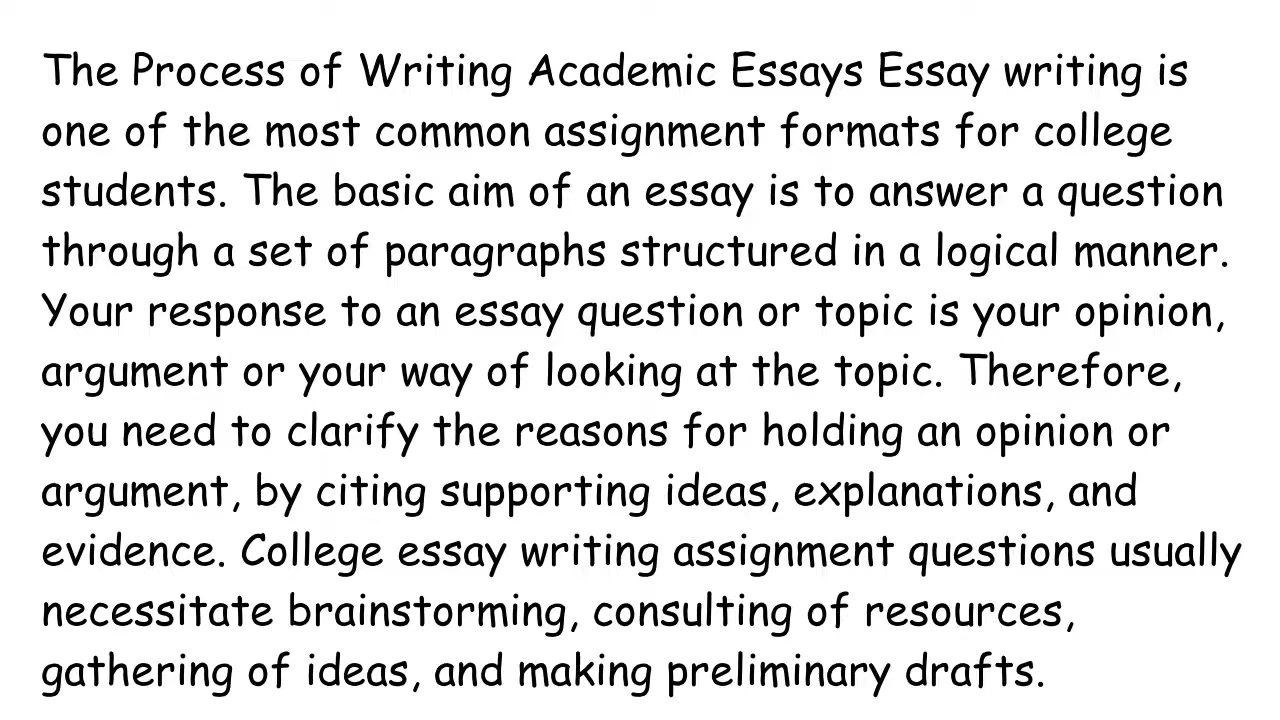 The Process of Writing Academic Essays Essay writing is
one of the most common assignment formats for college
students. The basic aim of an essay is to answer a question
through a set of paragraphs structured in a logical manner.
Your response to an essay question or topic is your opinion,
argument or your way of looking at the topic. Therefore,
you need to clarify the reasons for holding an opinion or
argument, by citing supporting ideas, explanations, and
evidence. College essay writing assignment questions usually
necessitate brainstorming, consulting of resources,
gathering of ideas, and making preliminary drafts.